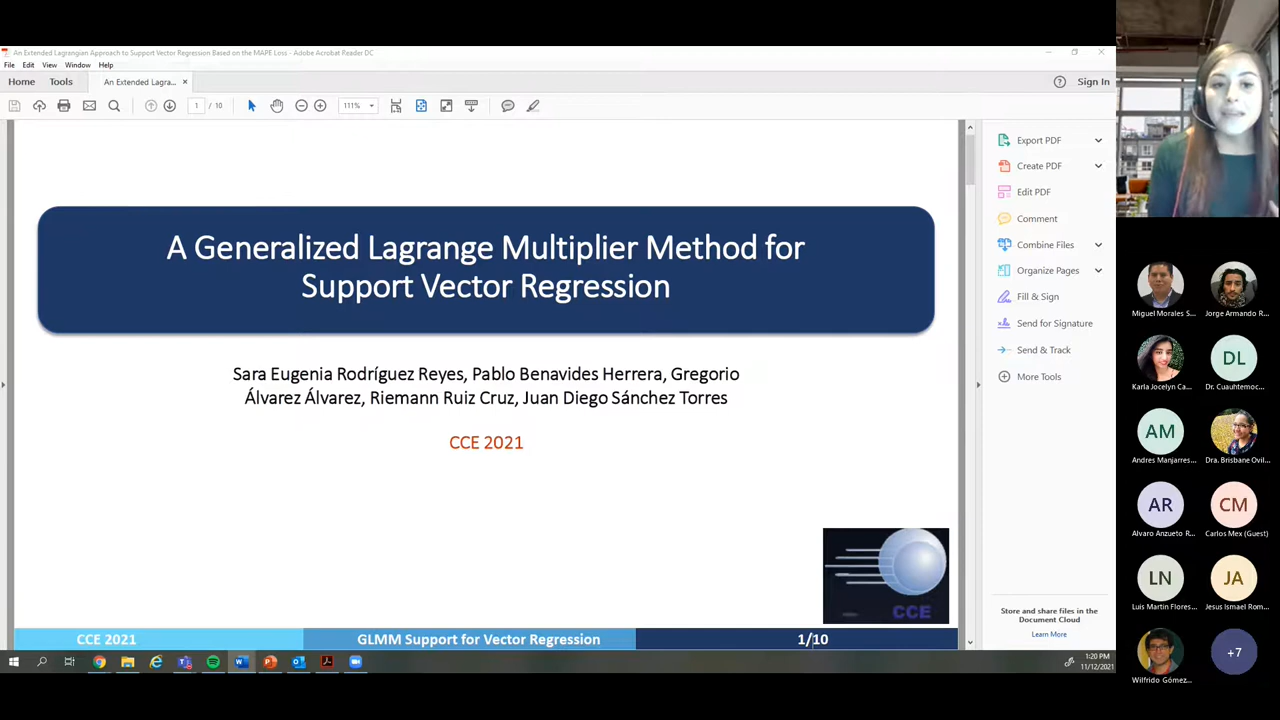 An Extended Lagrangian Approach to Support Vector Regression Based on the MAPE Loss - Adobe Acrobat Reader DC
File Edit View Window Help
Home Tools An Extended Lagra... ×
Sign In
1 / 10
111%
A Generalized Lagrange Multiplier Method for
Support Vector Regression
Sara Eugenia Rodríguez Reyes, Pablo Benavides Herrera, Gregorio
Álvarez Álvarez, Riemann Ruiz Cruz, Juan Diego Sánchez Torres
CCE 2021
CCE
CCE 2021 GLMM Support for Vector Regression 1/10
Export PDF
Create PDF
Edit PDF
Comment
Combine Files
Organize Pages
Fill & Sign
Send for Signature
Send & Track
More Tools
Store and share files in the
Document Cloud
Learn More
1:20 PM
11/12/2021
Miguel Morales S... Jorge Armando R...
DL
Karla Jocelyn Ca... Dr. Cuauhtemoc...
AM
Andres Manjarres... Dra. Brisbane Ovil...
AR CM
Alvaro Anzueto R... Carlos Mex (Guest)
LN JA
Luis Martin Flores... Jesus Ismael Rom...
+7
Wilfrido Gómez...